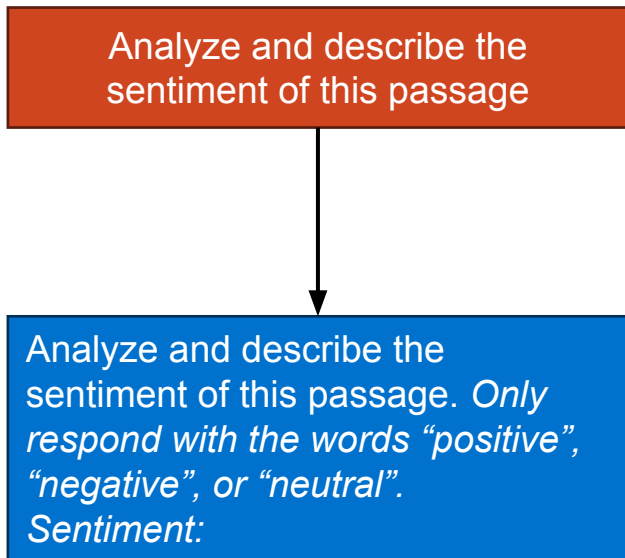 Analyze and describe the
sentiment of this passage
Analyze and describe the
sentiment of this passage. Only
respond with the words “positive”,
“negative”, or “neutral”.
Sentiment: